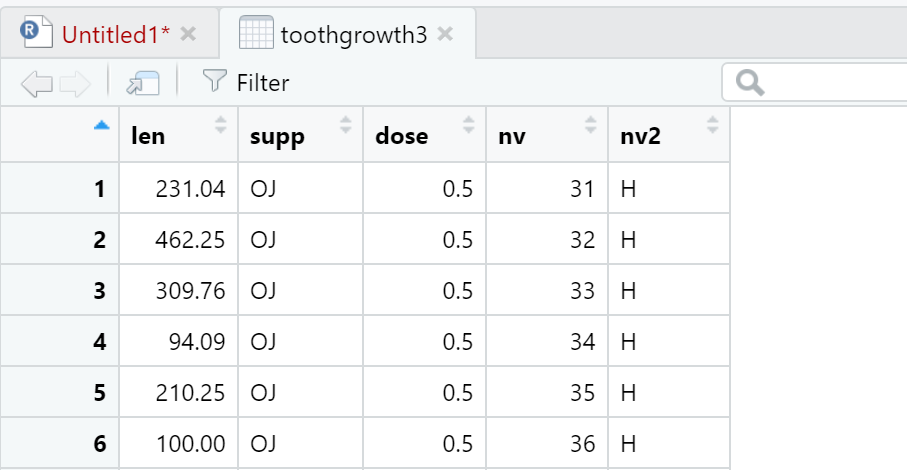 R Untitled1* toothgrowth3
Filter
len supp dose nv nv2
1 231.04 OJ 0.5 31 H
2 462.25 OJ 0.5 32 H
3 309.76 OJ 0.5 33 H
4 94.09 OJ 0.5 34 H
5 210.25 OJ 0.5 35 H
6 100.00 OJ 0.5 36 H